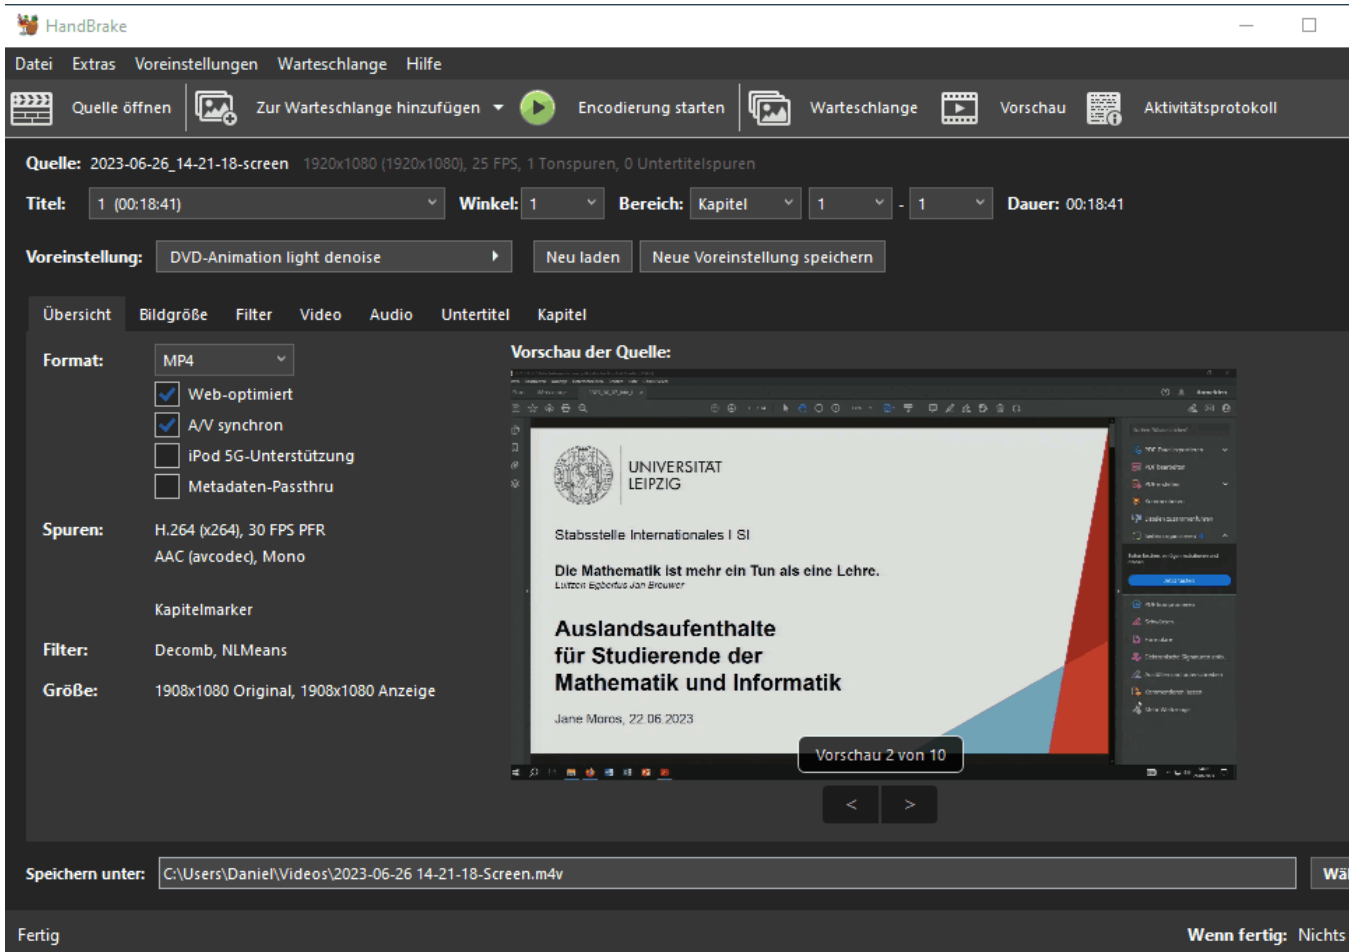 HandBrake
Datei Extras Voreinstellungen Warteschlange Hilfe
Quelle öffnen Zur Warteschlange hinzufügen Encodierung starten Warteschlange Vorschau Aktivitätsprotokoll
Quelle: 2023-06-26_14-21-18-screen 1920x1080 (1920x1080), 25 FPS, 1 Tonspuren, 0 Untertitelspuren
Titel: 1 (00:18:41) Winkel: 1 Bereich: Kapitel 1 - 1 Dauer: 00:18:41
Voreinstellung: DVD-Animation light denoise Neu laden Neue Voreinstellung speichern
Übersicht Bildgröße Filter Video Audio Untertitel Kapitel
Format: MP4
Web-optimiert
A/V synchron
iPod 5G-Unterstützung
Metadaten-Passthru
Spuren: H.264 (x264), 30 FPS PFR
AAC (avcodec), Mono
Kapitelmarker
Filter: Decomb, NLMeans
Größe: 1908x1080 Original, 1908x1080 Anzeige
Vorschau der Quelle:
Anmelden
UNIVERSITÄT
LEIPZIG
Stabsstelle Internationales I SI
Die Mathematik ist mehr ein Tun als eine Lehre.
Luitzen Egbertus Jan Brouwer
Auslandsaufenthalte
für Studierende der
Mathematik und Informatik
Jane Moros, 22.06.2023
PDF bearbeiten
Vorschau 2 von 10
< >
Speichern unter: C:\Users\Daniel\Videos\2023-06-26 14-21-18-Screen.m4v Wäl
Fertig Wenn fertig: Nichts